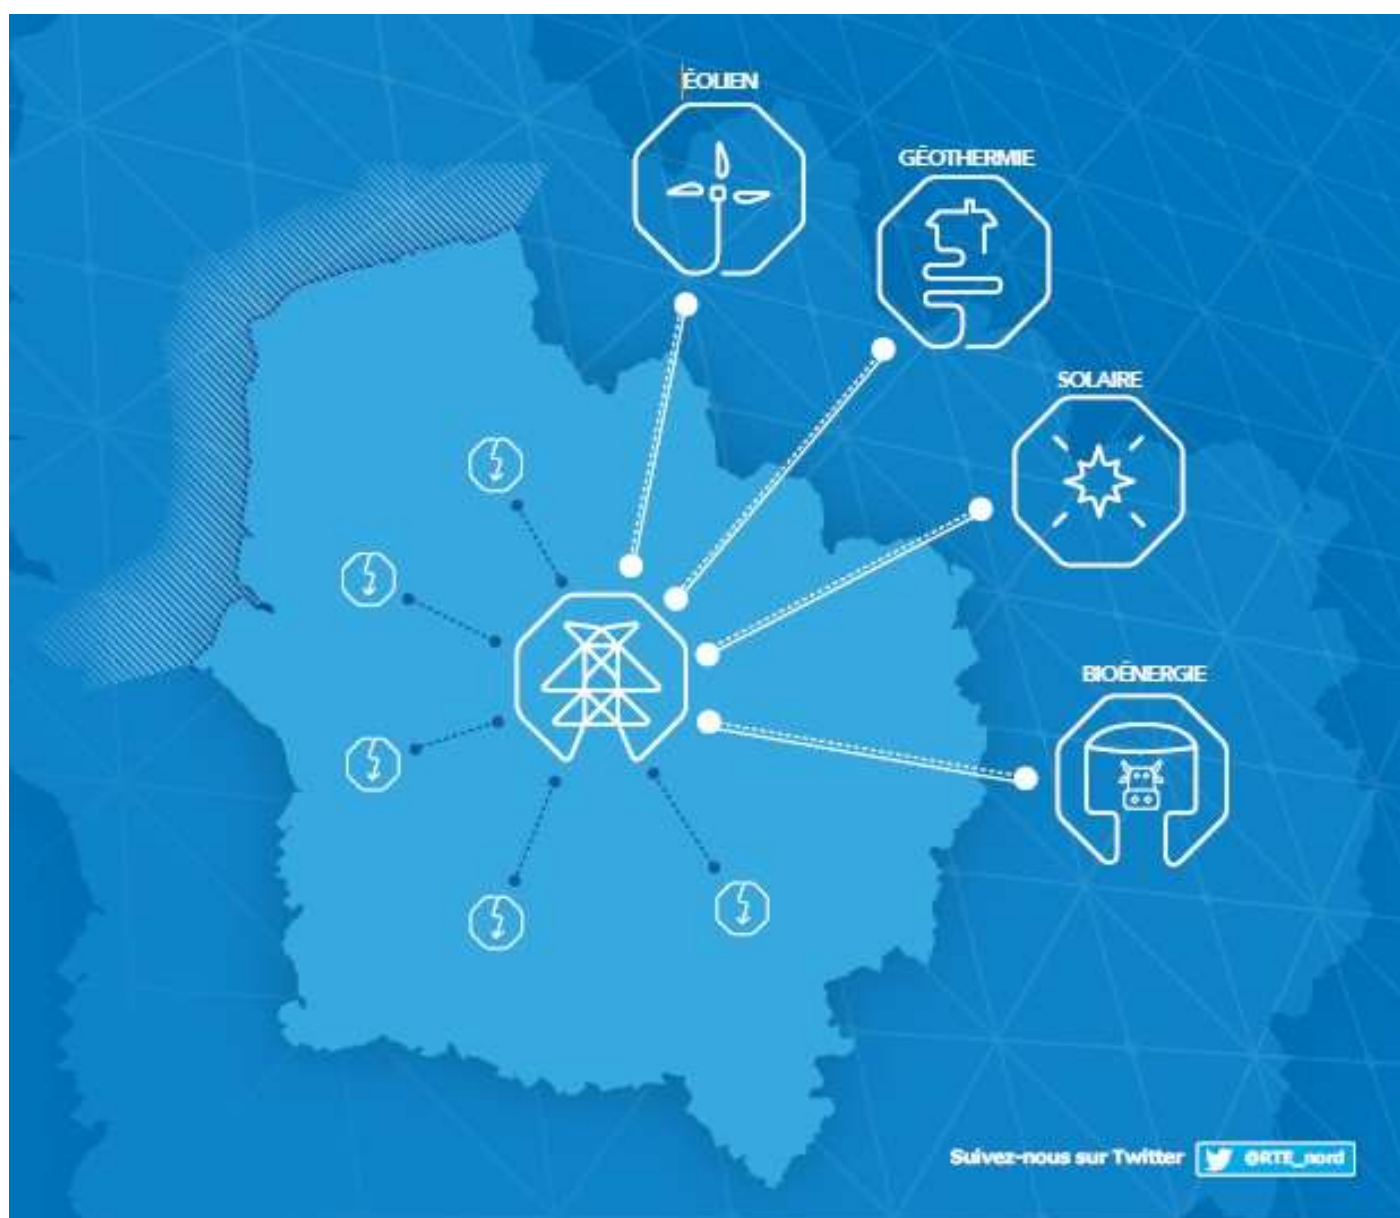 ÉOLIEN
GÉOTHERMIE
SOLAIRE
BIOÉNERGIE
Suivez-nous sur Twitter @RTE_nord